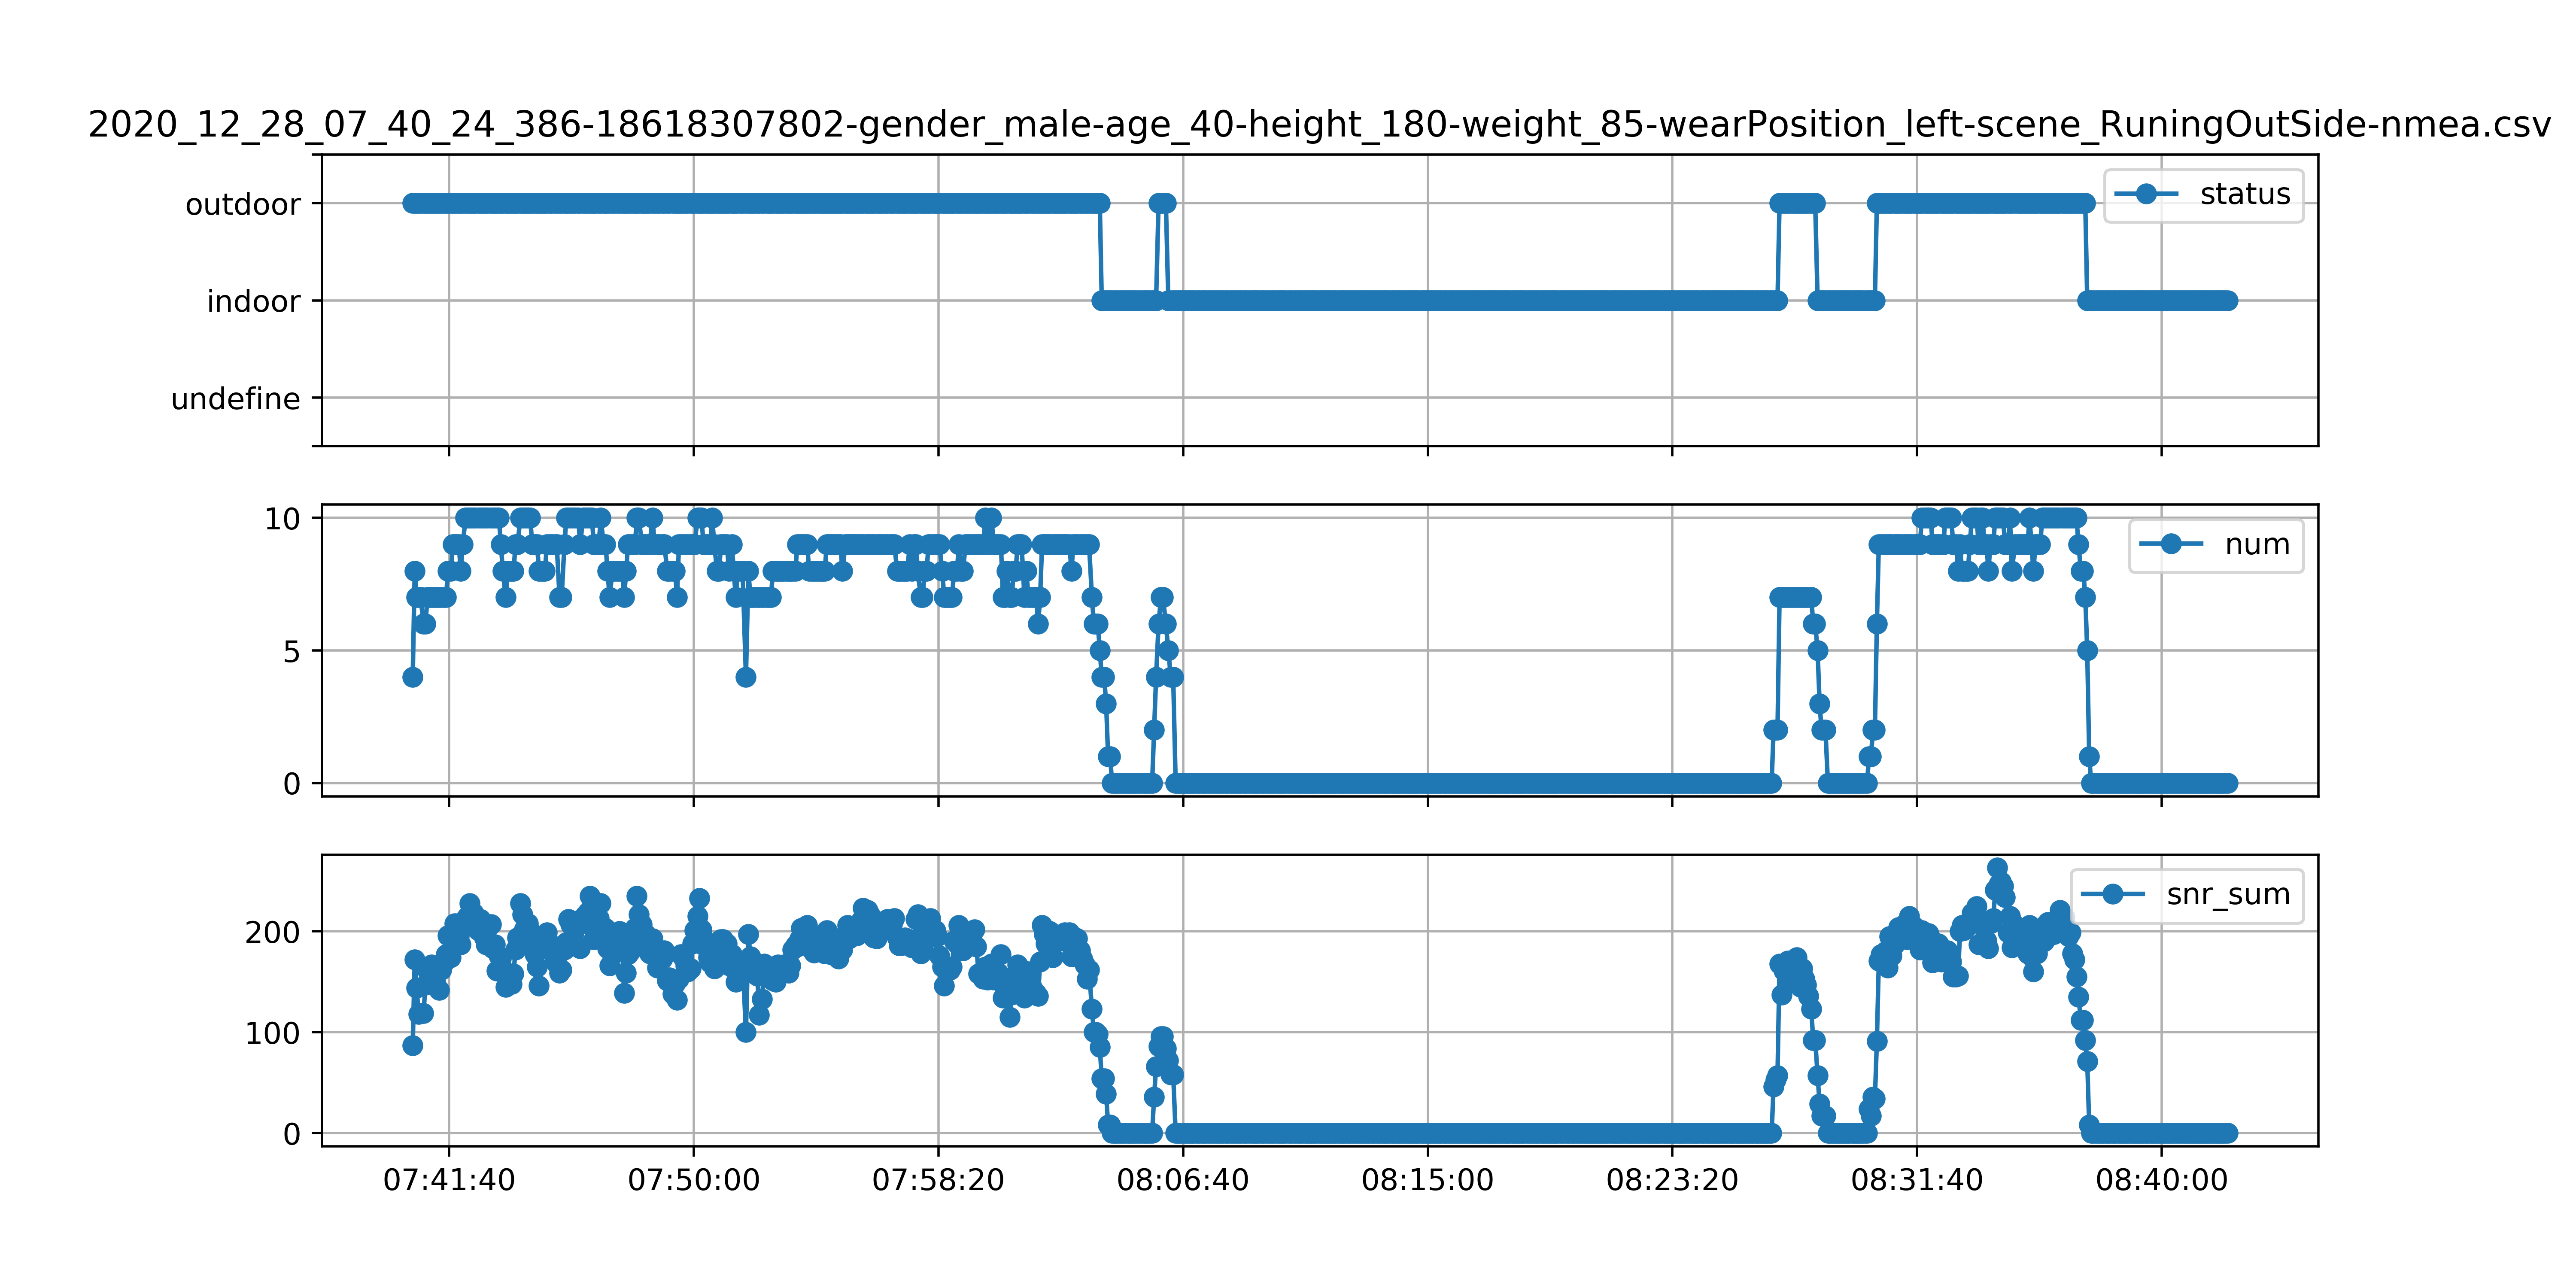 2020_12_28_07_40_24_386-18618307802-gender_male-age_40-height_180-weight_85-wearPosition_left-scene_RuningOutSide-nmea.csv
outdoor
status
indoor
undefine
10
num
5
0
snr_sum
200
100
0
07:41:40 07:50:00 07:58:20 08:06:40 08:15:00 08:23:20 08:31:40 08:40:00